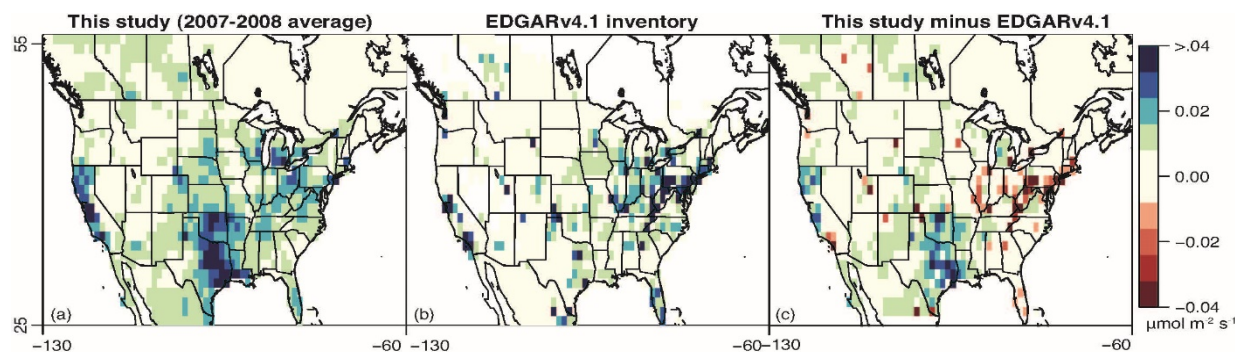 This study (2007-2008 average)
EDGARv4.1 inventory
This study minus EDGARv4.1
55
25
(a)
(b)
(c)
-130
-60
-130
-60
-130
-60
>.04
0.02
0.00
-0.02
-0.04
μmol m⁻² s⁻¹